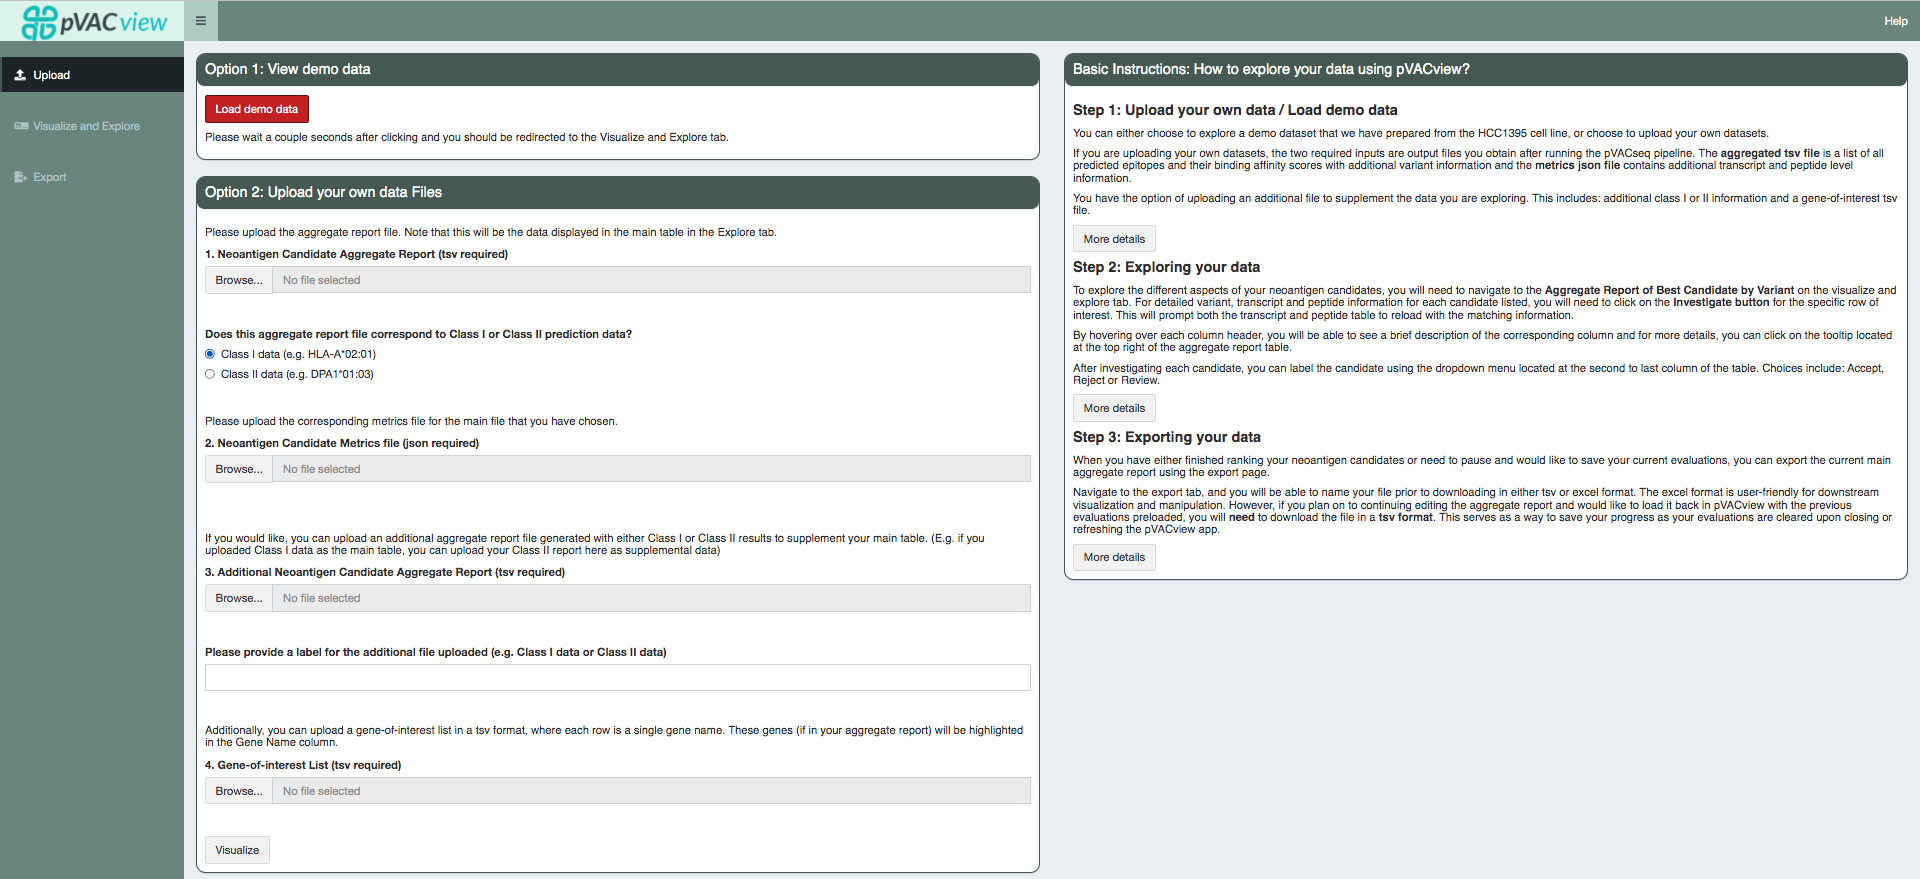 pVACview
Help
Upload
Visualize and Explore
Export
Option 1: View demo data
Load demo data
Please wait a couple seconds after clicking and you should be redirected to the Visualize and Explore tab.
Option 2: Upload your own data Files
Please upload the aggregate report file. Note that this will be the data displayed in the main table in the Explore tab.
1. Neoantigen Candidate Aggregate Report (tsv required)
Browse... No file selected
Does this aggregate report file correspond to Class I or Class II prediction data?
Class I data (e.g. HLA-A*02:01)
Class II data (e.g. DPA1*01:03)
Please upload the corresponding metrics file for the main file that you have chosen.
2. Neoantigen Candidate Metrics file (json required)
Browse... No file selected
If you would like, you can upload an additional aggregate report file generated with either Class I or Class II results to supplement your main table. (E.g. if you
uploaded Class I data as the main table, you can upload your Class II report here as supplemental data)
3. Additional Neoantigen Candidate Aggregate Report (tsv required)
Browse... No file selected
Please provide a label for the additional file uploaded (e.g. Class I data or Class II data)
Additionally, you can upload a gene-of-interest list in a tsv format, where each row is a single gene name. These genes (if in your aggregate report) will be highlighted
in the Gene Name column.
4. Gene-of-interest List (tsv required)
Browse... No file selected
Visualize
Basic Instructions: How to explore your data using pVACview?
Step 1: Upload your own data / Load demo data
You can either choose to explore a demo dataset that we have prepared from the HCC1395 cell line, or choose to upload your own datasets.
If you are uploading your own datasets, the two required inputs are output files you obtain after running the pVACseq pipeline. The aggregated tsv file is a list of all
predicted epitopes and their binding affinity scores with additional variant information and the metrics json file contains additional transcript and peptide level
information.
You have the option of uploading an additional file to supplement the data you are exploring. This includes: additional class I or II information and a gene-of-interest tsv
file.
More details
Step 2: Exploring your data
To explore the different aspects of your neoantigen candidates, you will need to navigate to the Aggregate Report of Best Candidate by Variant on the visualize and
explore tab. For detailed variant, transcript and peptide information for each candidate listed, you will need to click on the Investigate button for the specific row of
interest. This will prompt both the transcript and peptide table to reload with the matching information.
By hovering over each column header, you will be able to see a brief description of the corresponding column and for more details, you can click on the tooltip located
at the top right of the aggregate report table.
After investigating each candidate, you can label the candidate using the dropdown menu located at the second to last column of the table. Choices include: Accept,
Reject or Review.
More details
Step 3: Exporting your data
When you have either finished ranking your neoantigen candidates or need to pause and would like to save your current evaluations, you can export the current main
aggregate report using the export page.
Navigate to the export tab, and you will be able to name your file prior to downloading in either tsv or excel format. The excel format is user-friendly for downstream
visualization and manipulation. However, if you plan on to continuing editing the aggregate report and would like to load it back in pVACview with the previous
evaluations preloaded, you will need to download the file in a tsv format. This serves as a way to save your progress as your evaluations are cleared upon closing or
refreshing the pVACview app.
More details